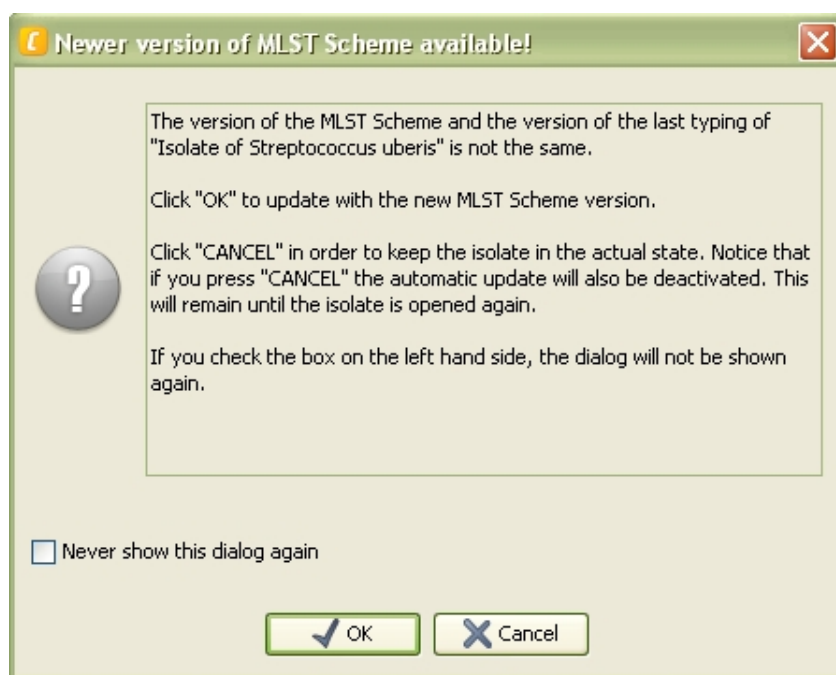 Newer version of MLST Scheme available!
The version of the MLST Scheme and the version of the last typing of
"Isolate of Streptococcus uberis" is not the same.
Click "OK" to update with the new MLST Scheme version.
Click "CANCEL" in order to keep the isolate in the actual state. Notice that
if you press "CANCEL" the automatic update will also be deactivated. This
will remain until the isolate is opened again.
If you check the box on the left hand side, the dialog will not be shown
again.
Never show this dialog again
OK
Cancel